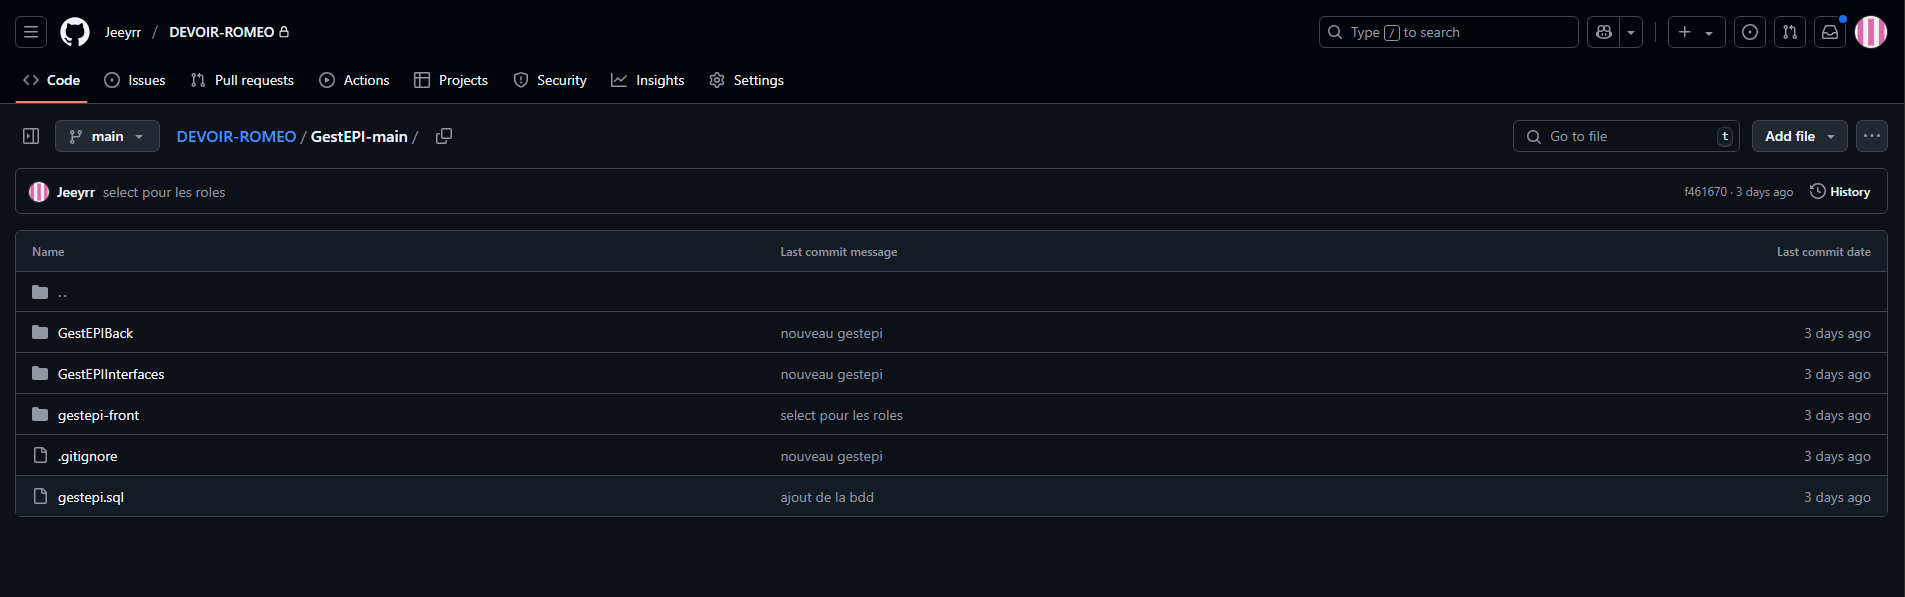 Jeeyrr / DEVOIR-ROMEO Type / to search
Code Issues Pull requests Actions Projects Security Insights Settings
main DEVOIR-ROMEO / GestEPI-main / Go to file t Add file
Jeeyrr select pour les roles f461670 · 3 days ago History
Name Last commit message Last commit date
..
GestEPIBack nouveau gestepi 3 days ago
GestEPIInterfaces nouveau gestepi 3 days ago
gestepi-front select pour les roles 3 days ago
.gitignore nouveau gestepi 3 days ago
gestepi.sql ajout de la bdd 3 days ago